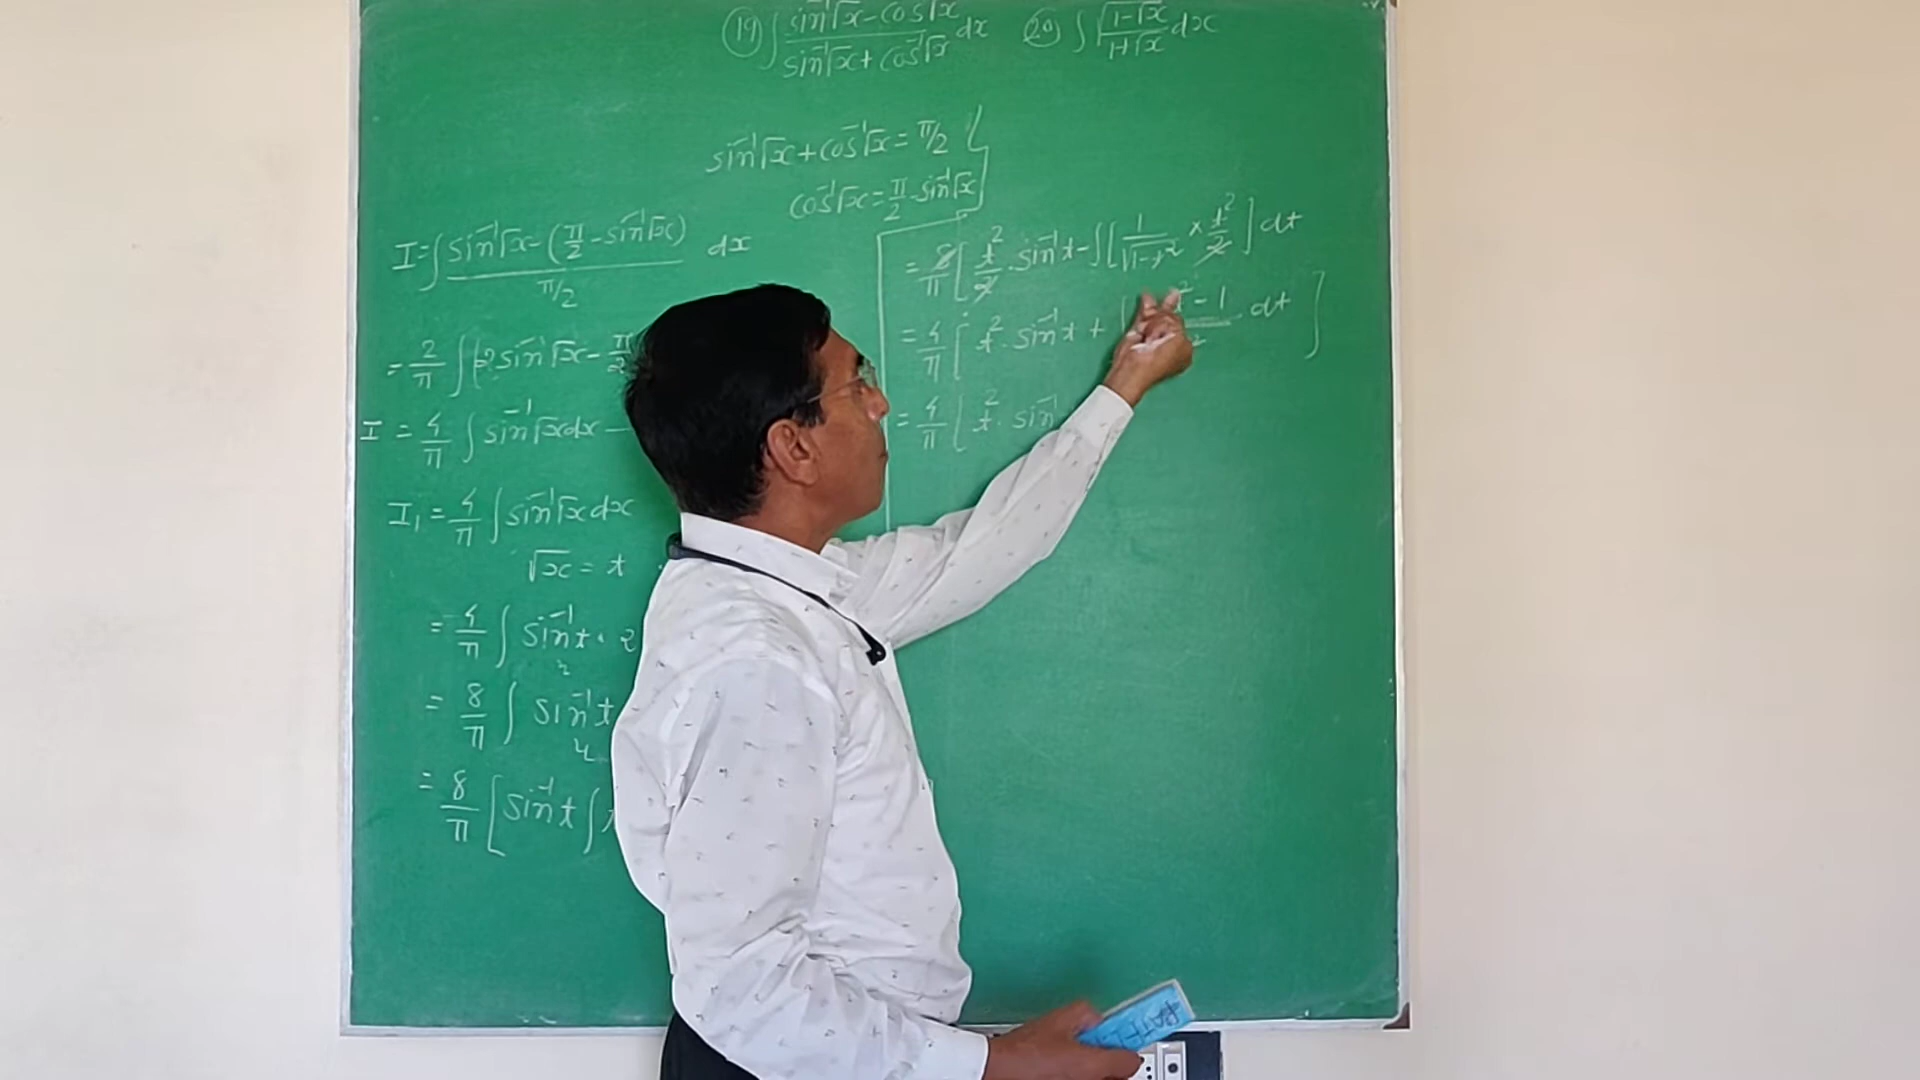 (19) ∫ sin⁻¹√x - cos⁻¹√x / sin⁻¹√x + cos⁻¹√x dx (20) ∫ √(1-√x / 1+√x) dx
sin⁻¹√x + cos⁻¹√x = π/2
cos⁻¹√x = π/2 - sin⁻¹√x
I = ∫ sin⁻¹√x - (π/2 - sin⁻¹√x) / π/2 dx
= 2/π ∫ 2 sin⁻¹√x - π/2
I = 4/π ∫ sin⁻¹√x dx -
I₁ = 4/π ∫ sin⁻¹√x dx
√x = t
= 4/π ∫ sin⁻¹t · 2
= 8/π ∫ sin⁻¹t
= 8/π [ sin⁻¹t ∫
= 8/π [ t²/2 · sin⁻¹t - ∫ [ 1/√1-t² × t²/2 ] dt
= 4/π [ t² · sin⁻¹t + ² - 1 dt ]
= 4/π [ t² · sin⁻¹